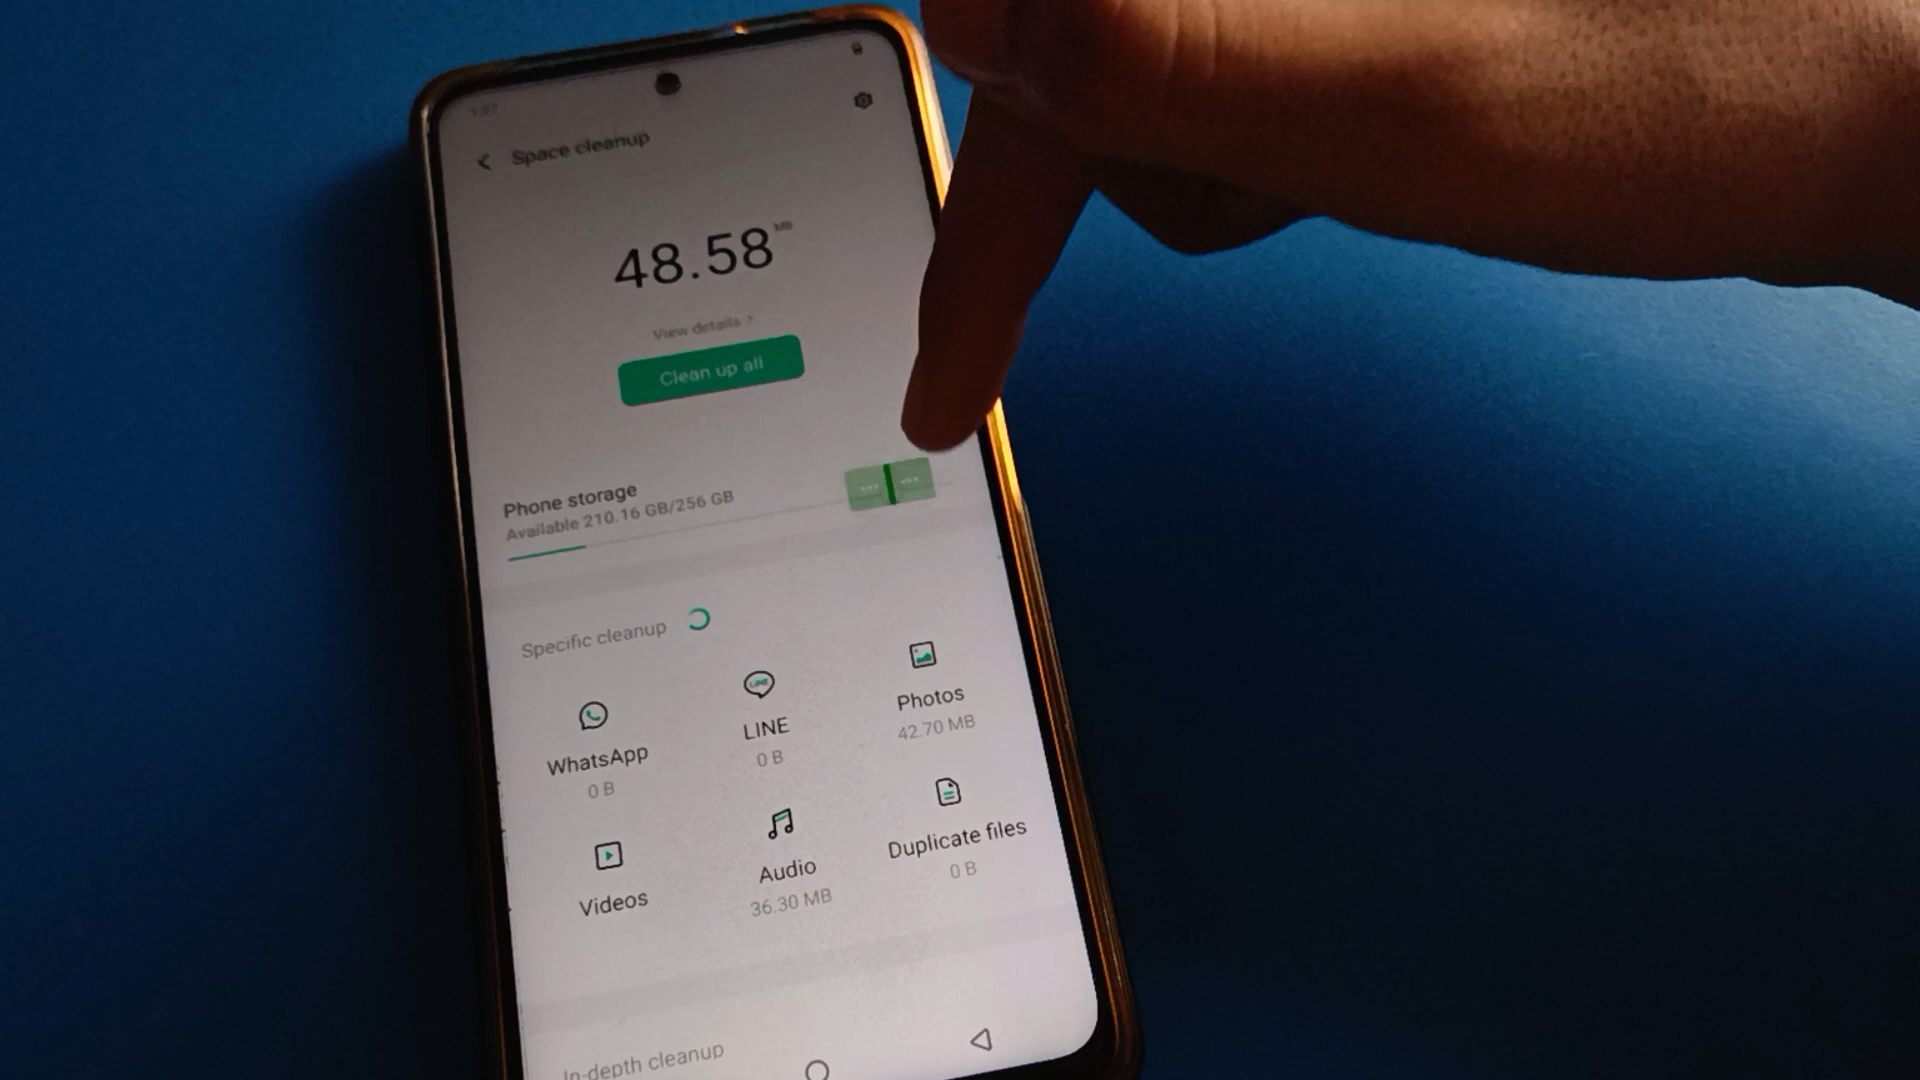 Space cleanup
48.58 MB
View details >
Clean up all
Phone storage
Available 210.16 GB/256 GB
Specific cleanup
LINE
WhatsApp
0 B
LINE
0 B
Photos
42.70 MB
Videos
Audio
36.30 MB
Duplicate files
0 B
In-depth cleanup